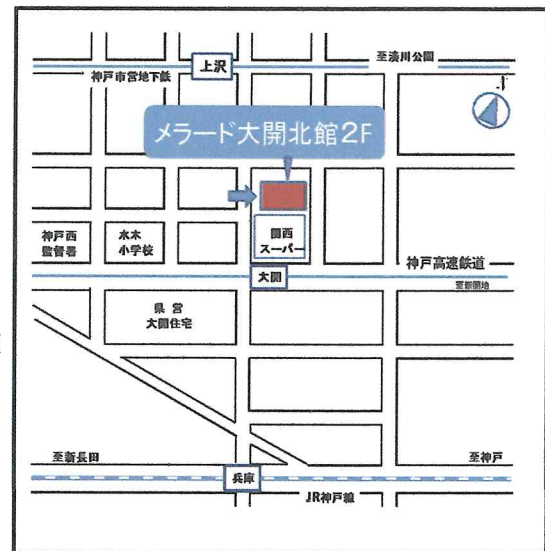 至湊川公園
上沢
神戸市営地下鉄
メラード大開北館2F
神戸西
監督署
水木
小学校
関西
スーパー
神戸高速鉄道
大開
至新開地
県営
大開住宅
至新長田
至神戸
兵庫
JR神戸線